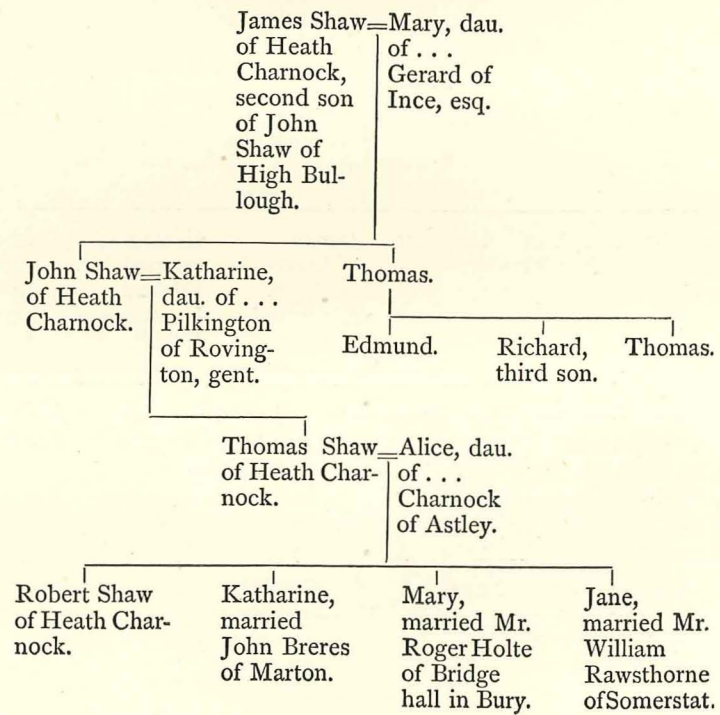 James Shaw=Mary, dau.
of Heath
Charnock,
second son
of John
Shaw of
High Bul-
lough.
of . . .
Gerard of
Ince, esq.
John Shaw=Katharine,
of Heath
Charnock.
dau. of . . .
Pilkington
of Roving-
ton, gent.
Thomas.
Edmund.
Richard,
third son.
Thomas.
Thomas Shaw=Alice, dau.
of Heath Char-
nock.
of . . .
Charnock
of Astley.
Robert Shaw
of Heath Char-
nock.
Katharine,
married
John Breres
of Marton.
Mary,
married Mr.
Roger Holte
of Bridge
hall in Bury.
Jane,
married Mr.
William
Rawsthorne
of Somerstat.